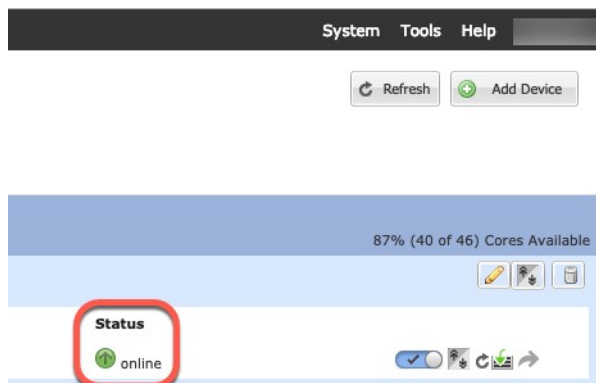 System Tools Help
Refresh Add Device
87% (40 of 46) Cores Available
Status
online